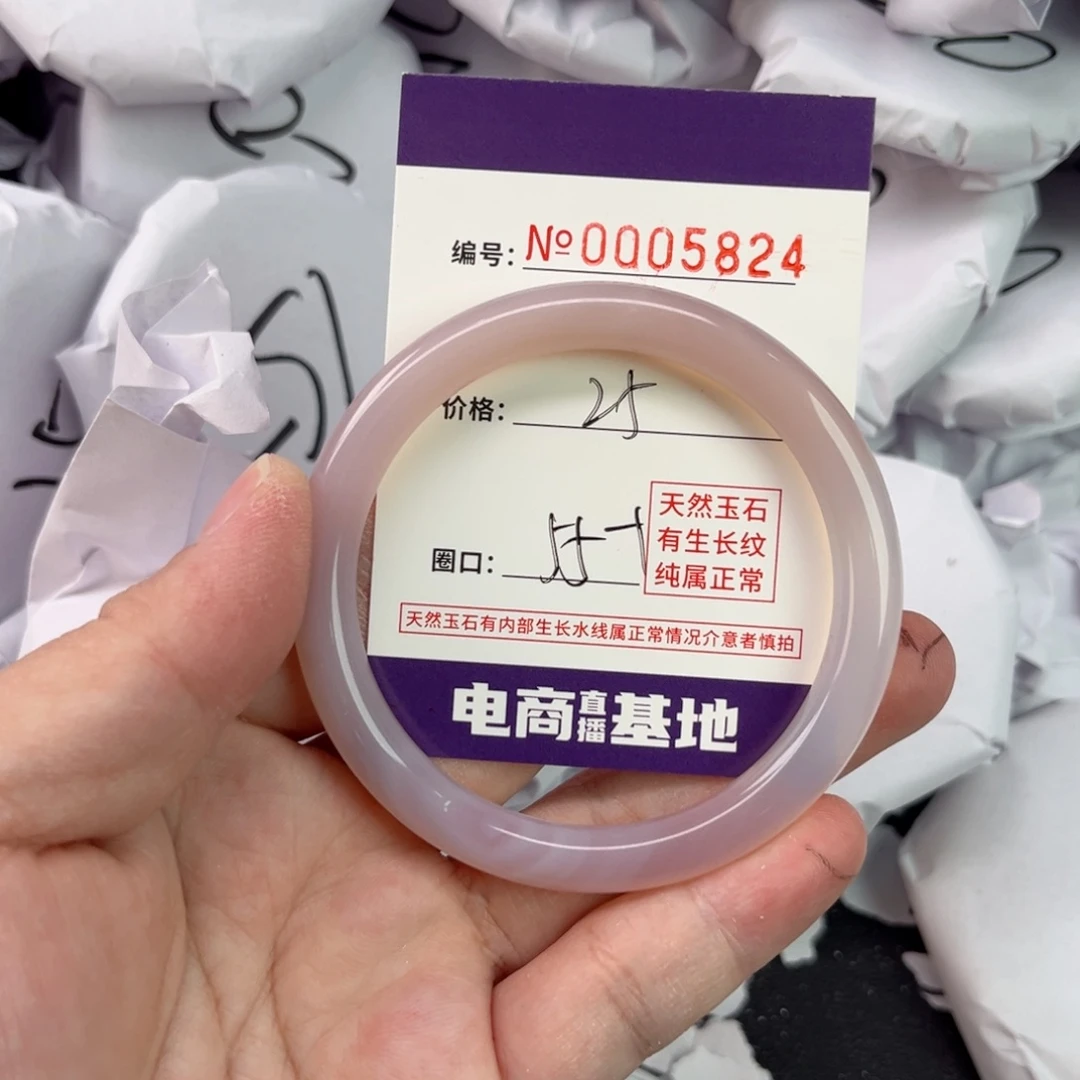 编号: №0005824
价格:
圈口:
天然玉石
有生长纹
纯属正常
天然玉石有内部生长水线属正常情况介意者慎拍
电商直播基地